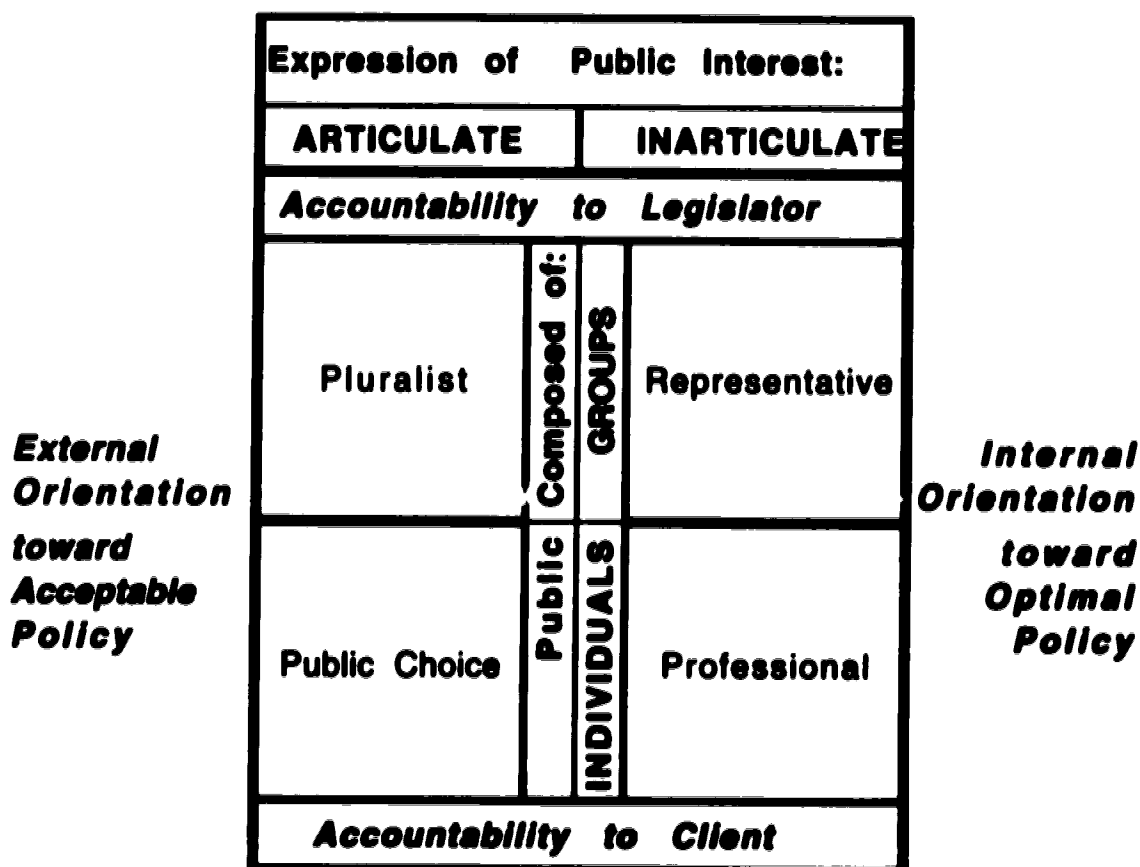 Expression of Public Interest:
ARTICULATE
INARTICULATE
Accountability to Legislator
Pluralist
Public Composed of:
GROUPS
INDIVIDUALS
Representative
External
Orientation
toward
Acceptable
Policy
Internal
Orientation
toward
Optimal
Policy
Public Choice
Professional
Accountability to Client